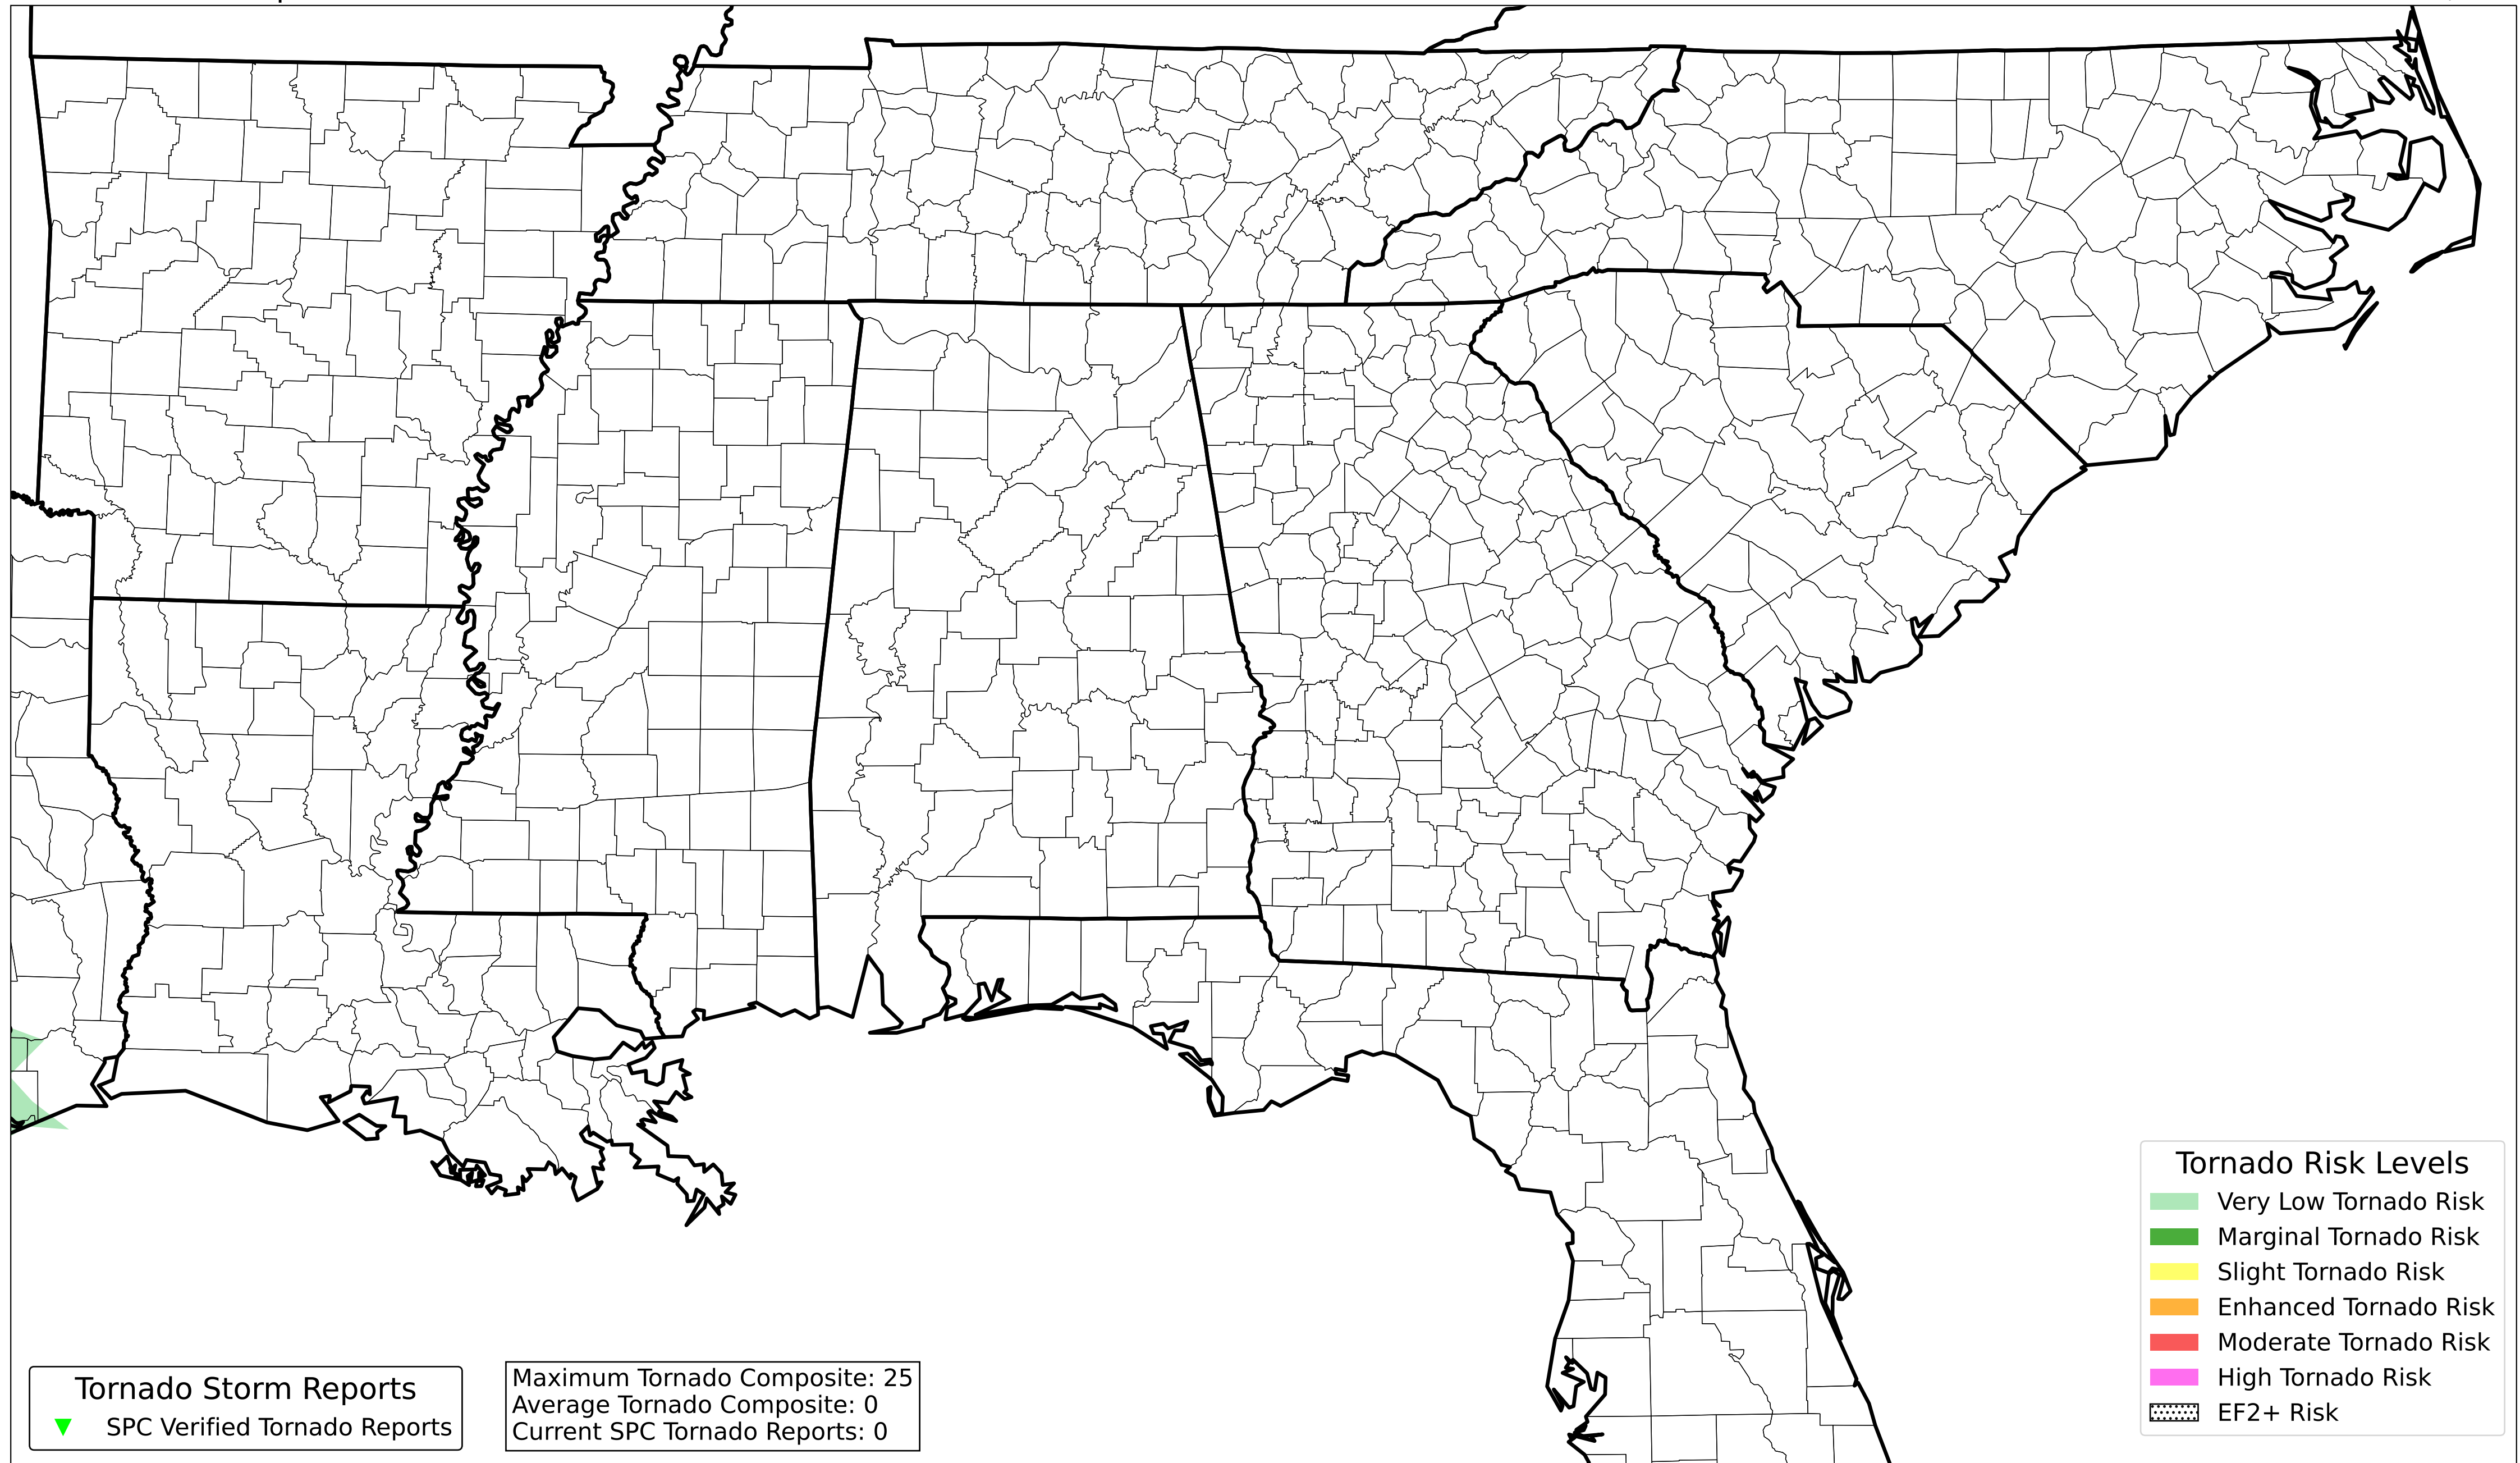 Tornado Risk Levels
Very Low Tornado Risk
Marginal Tornado Risk
Slight Tornado Risk
Enhanced Tornado Risk
Moderate Tornado Risk
High Tornado Risk
EF2+ Risk
Tornado Storm Reports
SPC Verified Tornado Reports
Maximum Tornado Composite: 25
Average Tornado Composite: 0
Current SPC Tornado Reports: 0